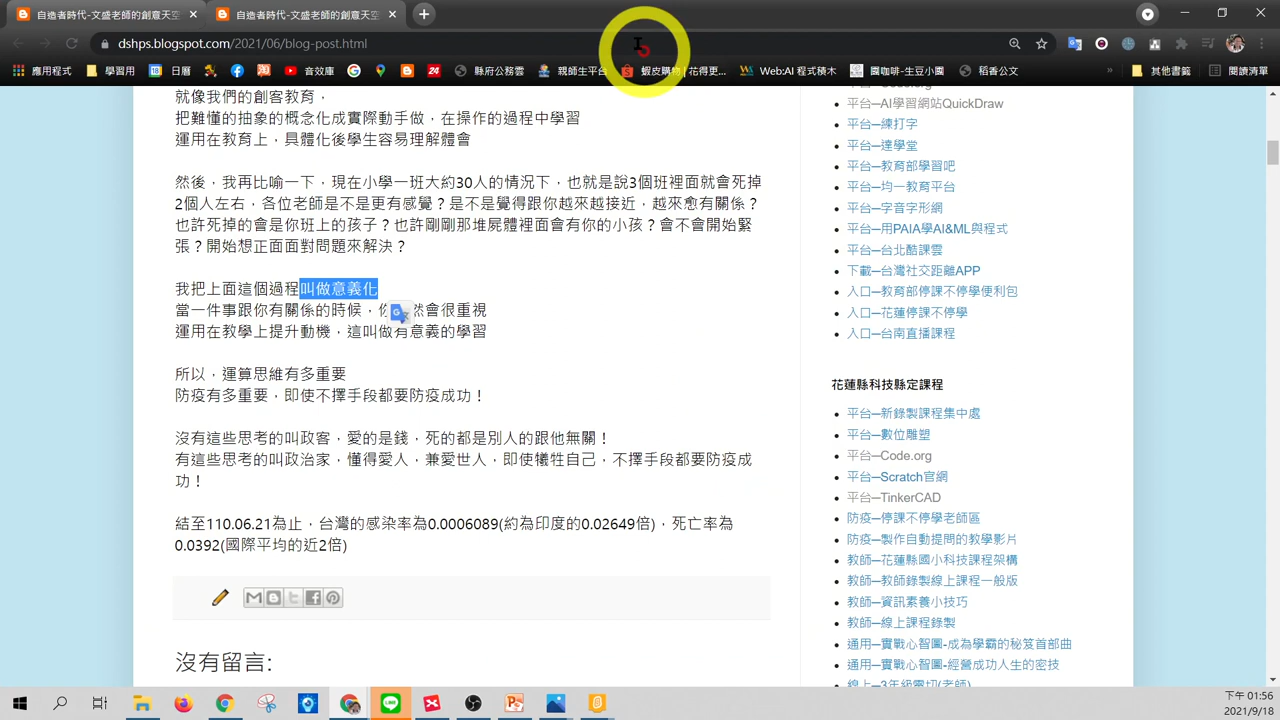 自造者時代-文盛老師的創意天空
自造者時代-文盛老師的創意天空
dshps.blogspot.com/2021/06/blog-post.html
應用程式
學習用
18
日曆
音效庫
24
縣府公務雲
親師生平台
蝦皮購物 | 花得更...
Web:AI 程式積木
國咖啡-生豆小園
稻香公文
»
其他書籤
閱讀清單
就像我們的創客教育，
把難懂的抽象的概念化成實際動手做，在操作的過程中學習
運用在教育上，具體化後學生容易理解體會
然後，我再比喻一下，現在小學一班大約30人的情況下，也就是說3個班裡面就會死掉
2個人左右，各位老師是不是更有感覺？是不是覺得跟你越來越接近，越來愈有關係？
也許死掉的會是你班上的孩子？也許剛剛那堆屍體裡面會有你的小孩？會不會開始緊
張？開始想正面面對問題來解決？
我把上面這個過程叫做意義化
當一件事跟你有關係的時候，你 然會很重視
運用在教學上提升動機，這叫做有意義的學習
所以，運算思維有多重要
防疫有多重要，即使不擇手段都要防疫成功！
沒有這些思考的叫政客，愛的是錢，死的都是別人的跟他無關！
有這些思考的叫政治家，懂得愛人，兼愛世人，即使犧牲自己，不擇手段都要防疫成
功！
結至110.06.21為止，台灣的感染率為0.0006089(約為印度的0.02649倍)，死亡率為
0.0392(國際平均的近2倍)
沒有留言:
平台—AI學習網站QuickDraw
平台—練打字
平台—達學堂
平台—教育部學習吧
平台—均一教育平台
平台—字音字形網
平台—用PAIA學AI&ML與程式
平台—台北酷課雲
下載—台灣社交距離APP
入口—教育部停課不停學便利包
入口—花蓮停課不停學
入口—台南直播課程
花蓮縣科技縣定課程
平台—新錄製課程集中處
平台—數位雕塑
平台—Code.org
平台—Scratch官網
平台—TinkerCAD
防疫—停課不停學老師區
防疫—製作自動提問的教學影片
教師—花蓮縣國小科技課程架構
教師—教師錄製線上課程一般版
教師—資訊素養小技巧
教師—線上課程錄製
通用—實戰心智圖-成為學霸的秘笈首部曲
通用—實戰心智圖-經營成功人生的密技
線上—3年級電切(老師)
下午 01:56
2021/9/18